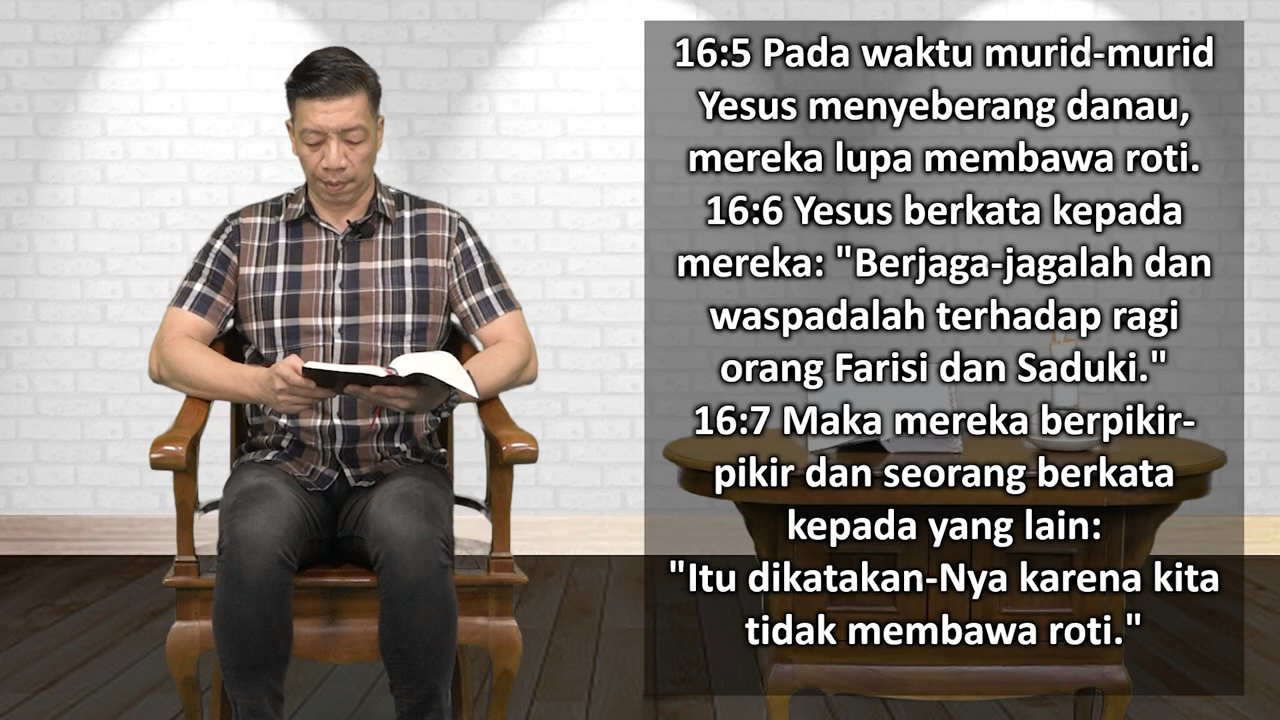 16:5 Pada waktu murid-murid
Yesus menyeberang danau,
mereka lupa membawa roti.
16:6 Yesus berkata kepada
mereka: "Berjaga-jagalah dan
waspadalah terhadap ragi
orang Farisi dan Saduki."
16:7 Maka mereka berpikir-
pikir dan seorang berkata
kepada yang lain:
"Itu dikatakan-Nya karena kita
tidak membawa roti."